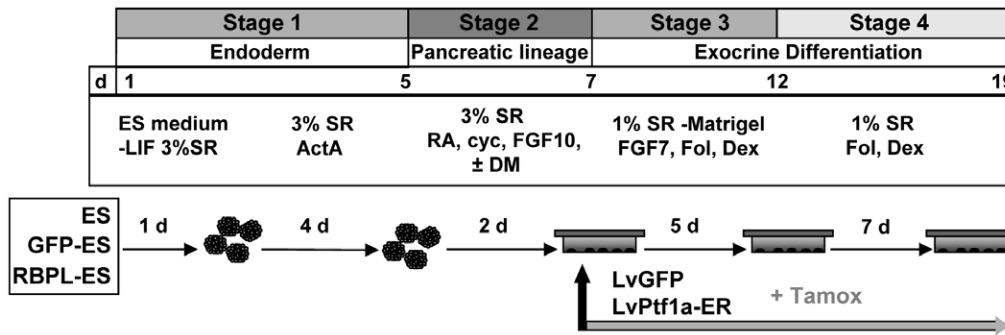 Stage 1 Stage 2 Stage 3 Stage 4
Endoderm Pancreatic lineage Exocrine Differentiation
d 1 5 7 12 19
ES medium
-LIF 3%SR
3% SR
ActA
3% SR
RA, cyc, FGF10,
± DM
1% SR -Matrigel
FGF7, Fol, Dex
1% SR
Fol, Dex
ES
GFP-ES
RBPL-ES
1 d 4 d 2 d 5 d 7 d
LvGFP
LvPtf1a-ER
+ Tamox